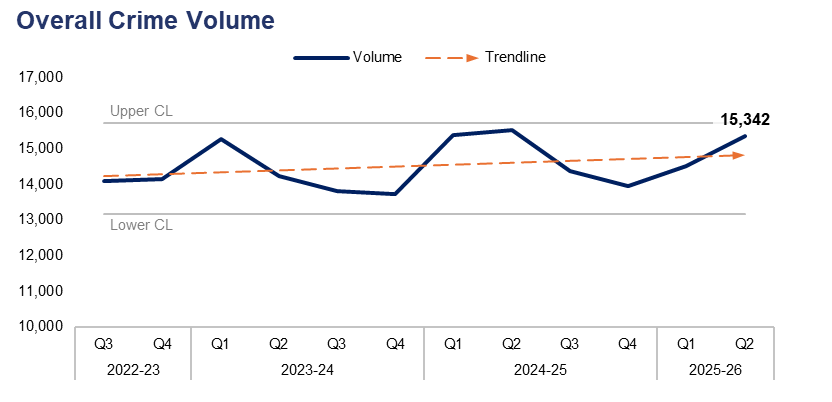 Overall Crime Volume
Volume Trendline
17,000
16,000
15,000
14,000
13,000
12,000
11,000
10,000
Upper CL
15,342
Lower CL
Q3 Q4 Q1 Q2 Q3 Q4 Q1 Q2 Q3 Q4 Q1 Q2
2022-23 2023-24 2024-25 2025-26